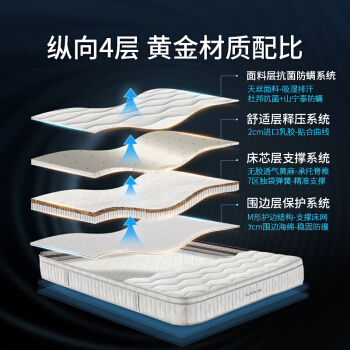 纵向4层 黄金材质配比
面料层抗菌防螨系统
天丝面料-吸湿排汗
杜邦抗菌+山宁泰防螨
舒适层释压系统
2cm进口乳胶-贴合曲线
床芯层支撑系统
无胶透气黄麻-承托脊椎
7区独袋弹簧-精准支撑
围边层保护系统
M形护边结构-支撑床网
7cm围边海绵-稳固防撞